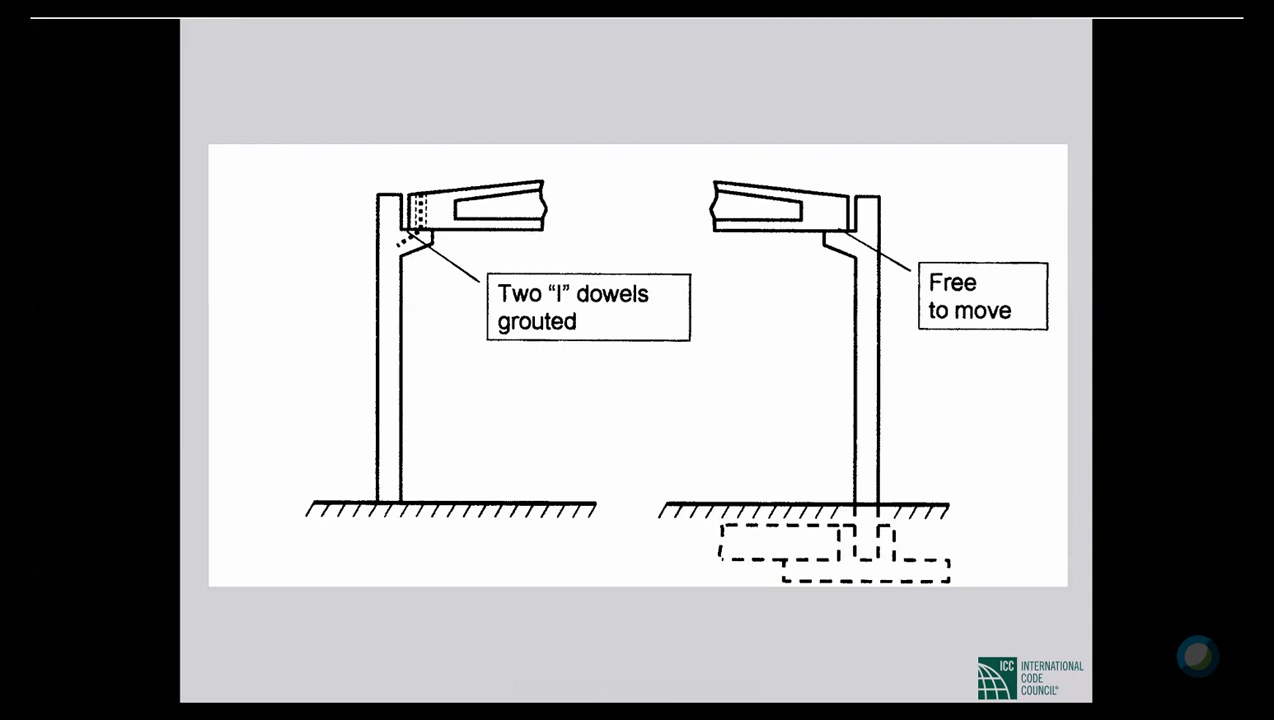 Two “I” dowels
grouted
Free
to move
ICC
INTERNATIONAL
CODE
COUNCIL®